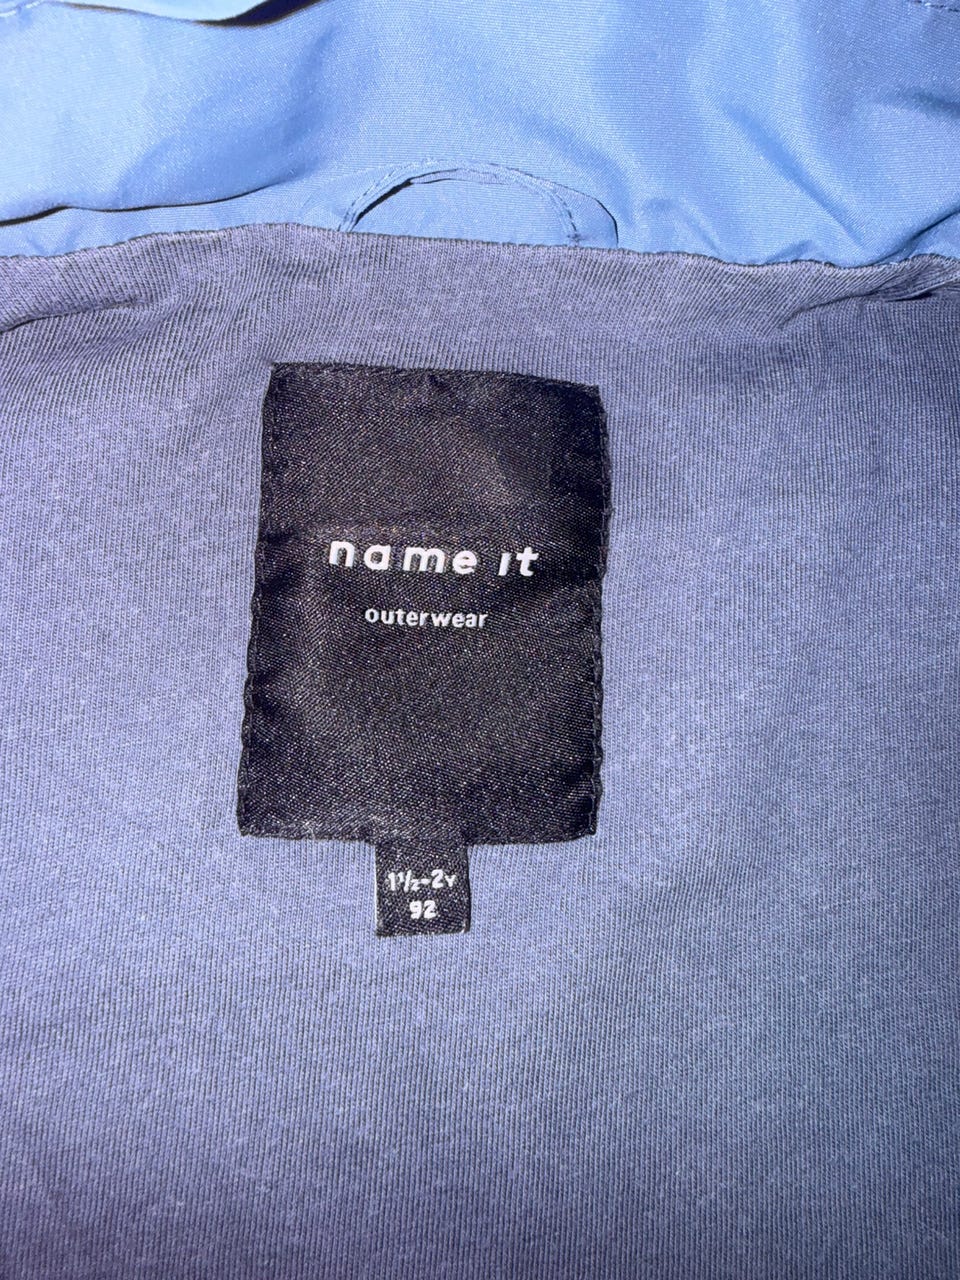 name it
outerwear
1½-2Y
92